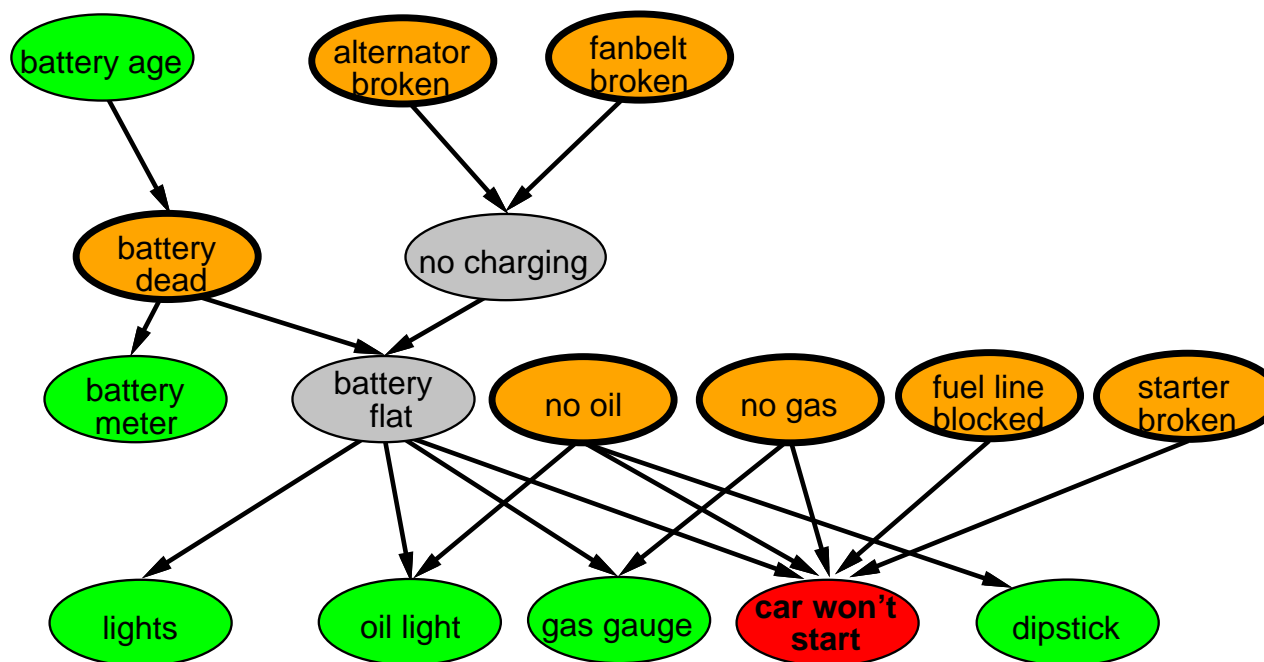 battery age
alternator
broken
fanbelt
broken
battery
dead
no charging
battery
meter
battery
flat
no oil
no gas
fuel line
blocked
starter
broken
lights
oil light
gas gauge
car won’t
start
dipstick